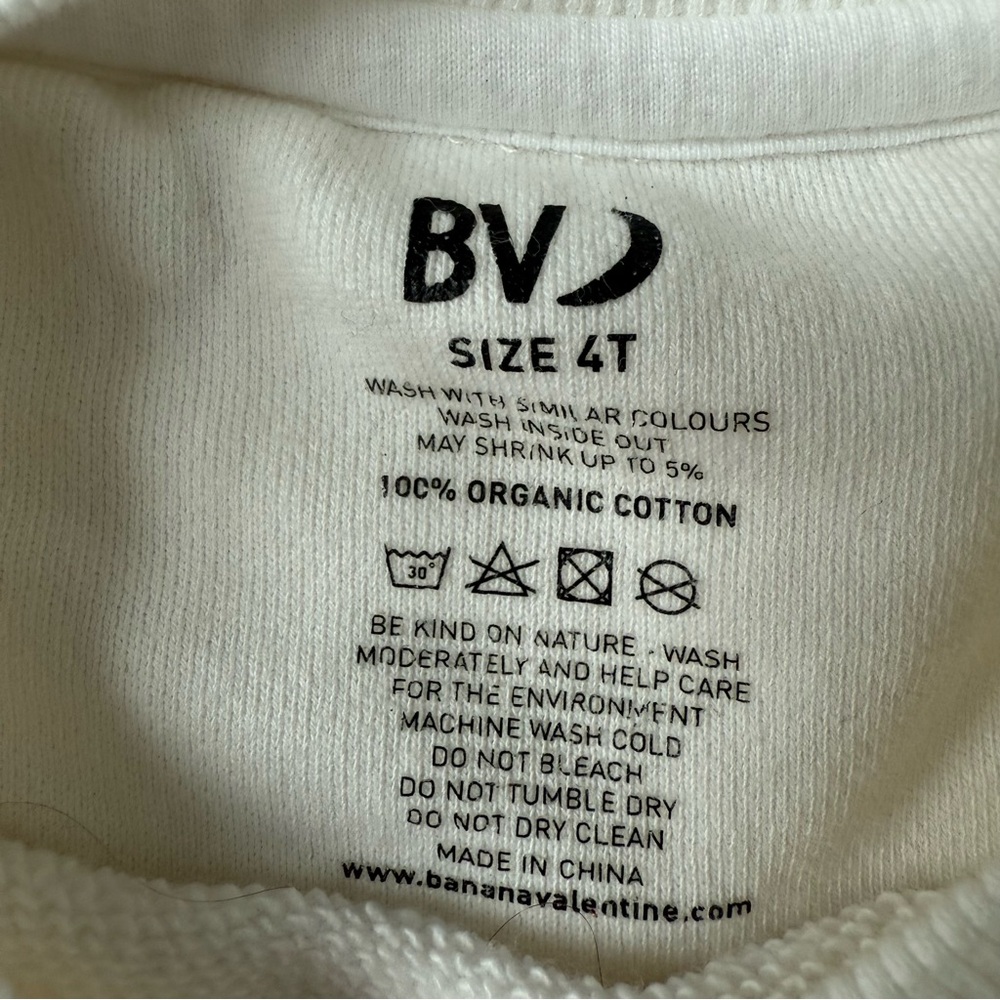 BV
SIZE 4T
WASH WITH SIMILAR COLOURS
WASH INSIDE OUT
MAY SHRINK UP TO 5%
100% ORGANIC COTTON
30°
BE KIND ON NATURE - WASH
MODERATELY AND HELP CARE
FOR THE ENVIRONMENT
MACHINE WASH COLD
DO NOT BLEACH
DO NOT TUMBLE DRY
DO NOT DRY CLEAN
MADE IN CHINA
www.bananavalentine.com